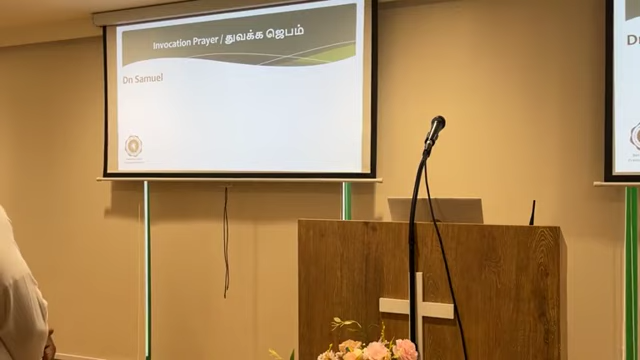 Invocation Prayer / துவக்க ஜெபம்
Dn Samuel